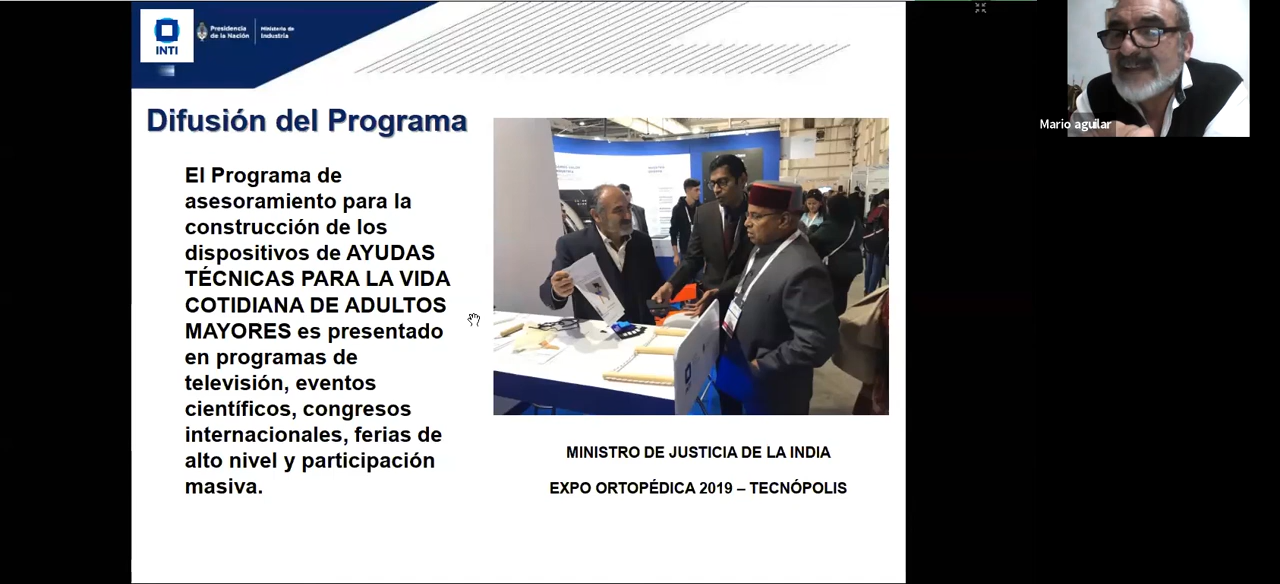 INTI
Presidencia
de la Nación
Ministerio de
Industria
Difusión del Programa
El Programa de
asesoramiento para la
construcción de los
dispositivos de AYUDAS
TÉCNICAS PARA LA VIDA
COTIDIANA DE ADULTOS
MAYORES es presentado
en programas de
televisión, eventos
científicos, congresos
internacionales, ferias de
alto nivel y participación
masiva.
MINISTRO DE JUSTICIA DE LA INDIA
EXPO ORTOPÉDICA 2019 – TECNÓPOLIS
Mario aguilar